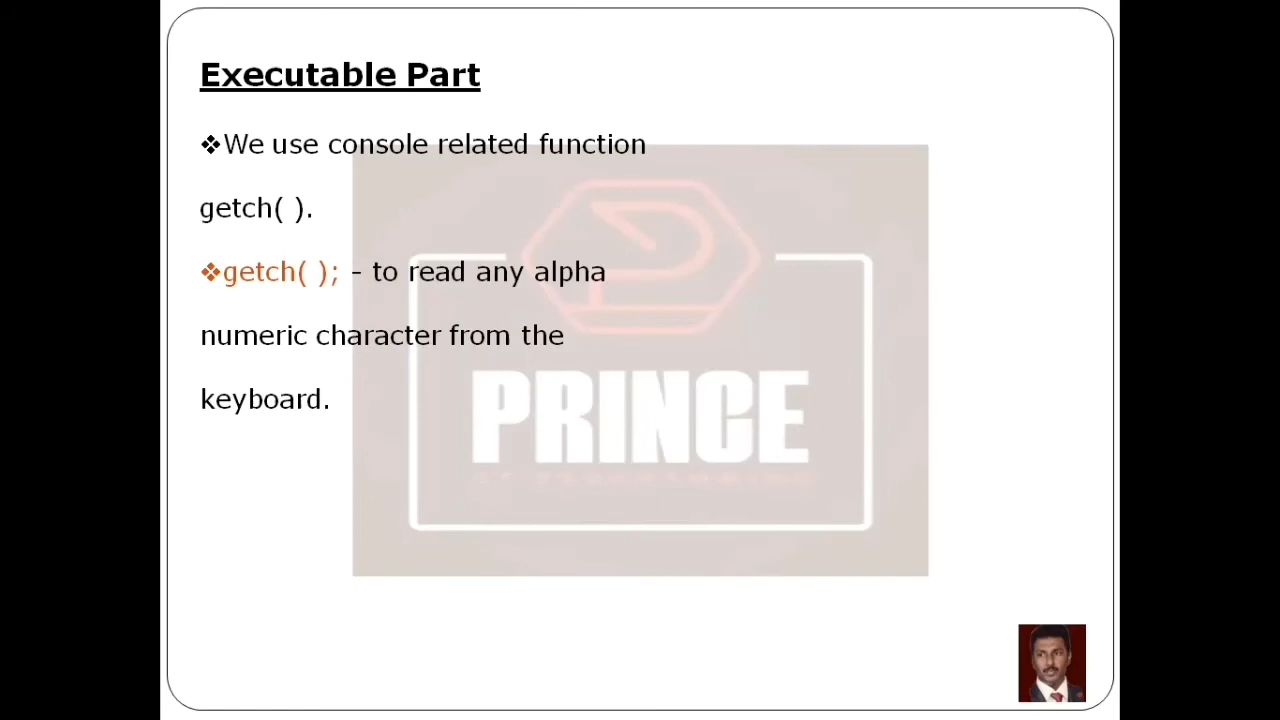 Executable Part
❖We use console related function
getch( ).
❖getch( ); - to read any alpha
numeric character from the
keyboard.
PRINCE